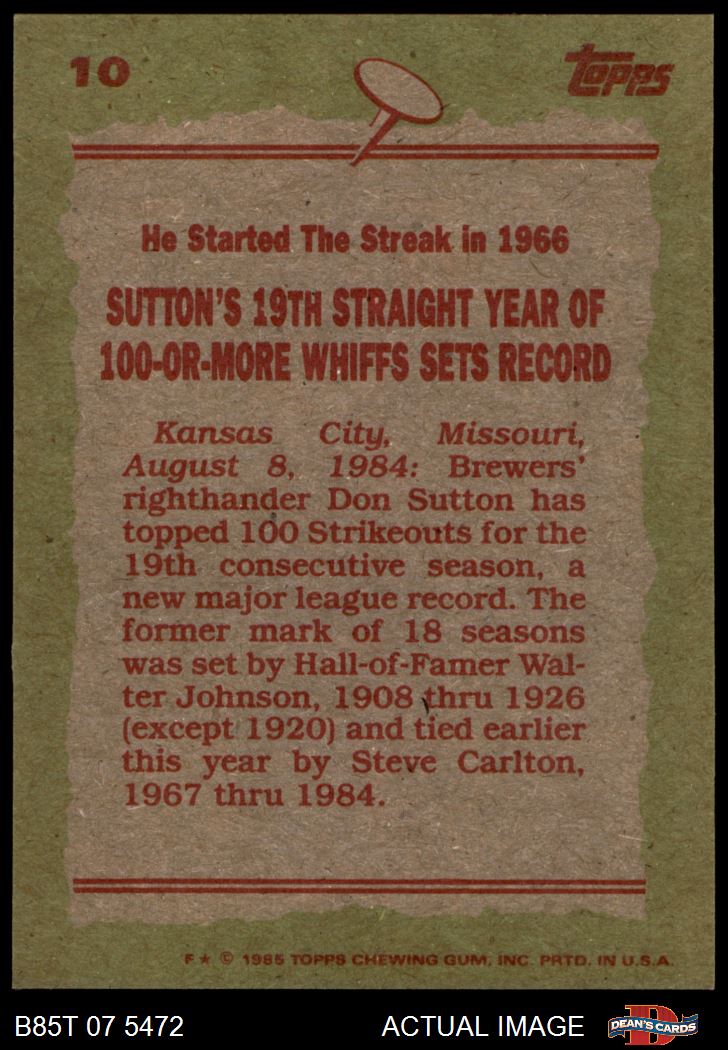 10
Topps
He Started The Streak in 1966
SUTTON'S 19TH STRAIGHT YEAR OF
100-OR-MORE WHIFFS SETS RECORD
Kansas City, Missouri,
August 8, 1984: Brewers'
righthander Don Sutton has
topped 100 Strikeouts for the
19th consecutive season, a
new major league record. The
former mark of 18 seasons
was set by Hall-of-Famer Wal-
ter Johnson, 1908 thru 1926
(except 1920) and tied earlier
this year by Steve Carlton,
1967 thru 1984.
F ★ © 1985 TOPPS CHEWING GUM, INC. PRTD. IN U.S.A.
B85T 07 5472 ACTUAL IMAGE D DEAN'S CARDS